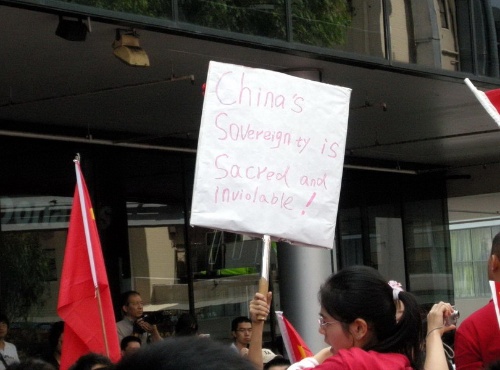 China's
Sovereignty is
Sacred and
inviolable!